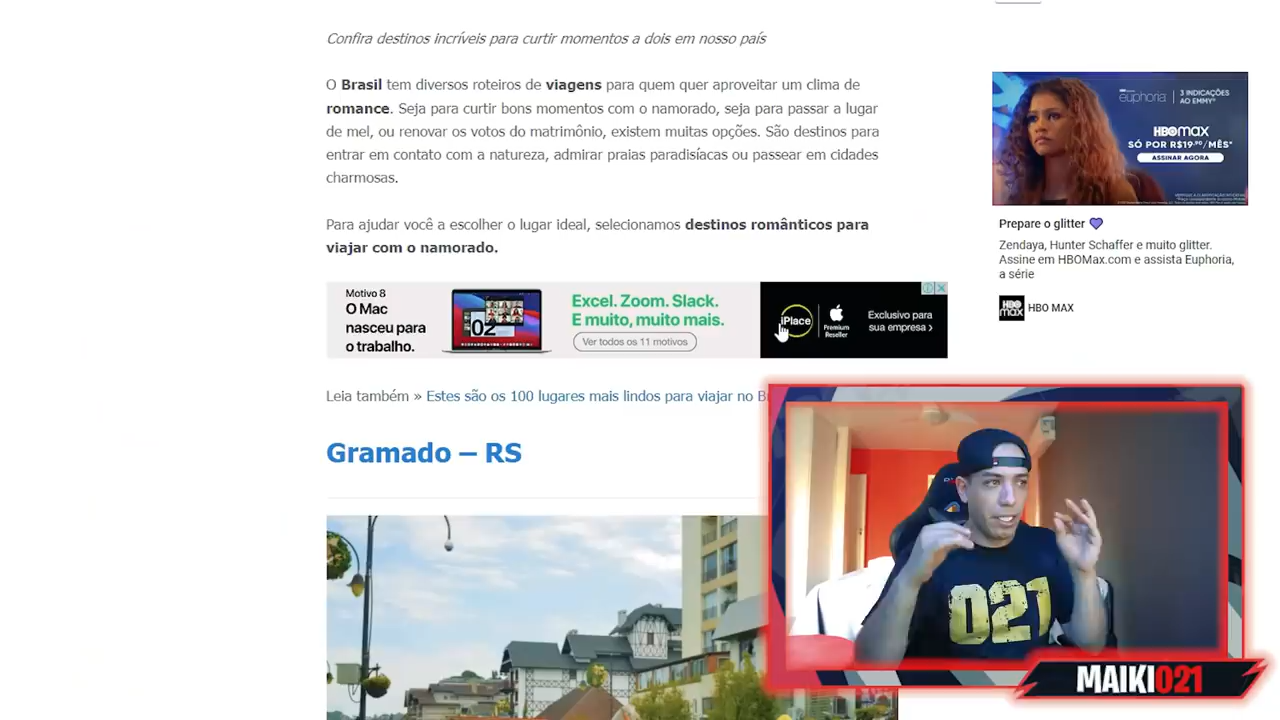 Confira destinos incríveis para curtir momentos a dois em nosso país
O Brasil tem diversos roteiros de viagens para quem quer aproveitar um clima de
romance. Seja para curtir bons momentos com o namorado, seja para passar a lugar
de mel, ou renovar os votos do matrimônio, existem muitas opções. São destinos para
entrar em contato com a natureza, admirar praias paradisíacas ou passear em cidades
charmosas.
Para ajudar você a escolher o lugar ideal, selecionamos destinos românticos para
viajar com o namorado.
Motivo 8
O Mac
nasceu para
o trabalho.
02
Excel. Zoom. Slack.
E muito, muito mais.
Ver todos os 11 motivos
iPlace
Premium
Reseller
Exclusivo para
sua empresa ›
Leia também » Estes são os 100 lugares mais lindos para viajar no
Gramado – RS
euphoria
3 INDICAÇÕES
AO EMMY®
HBOMAX
SÓ POR R$19,90/MÊS*
ASSINAR AGORA
Prepare o glitter 💜
Zendaya, Hunter Schaffer e muito glitter.
Assine em HBOMax.com e assista Euphoria,
a série
HBO
max
HBO MAX
021
MAIKI021